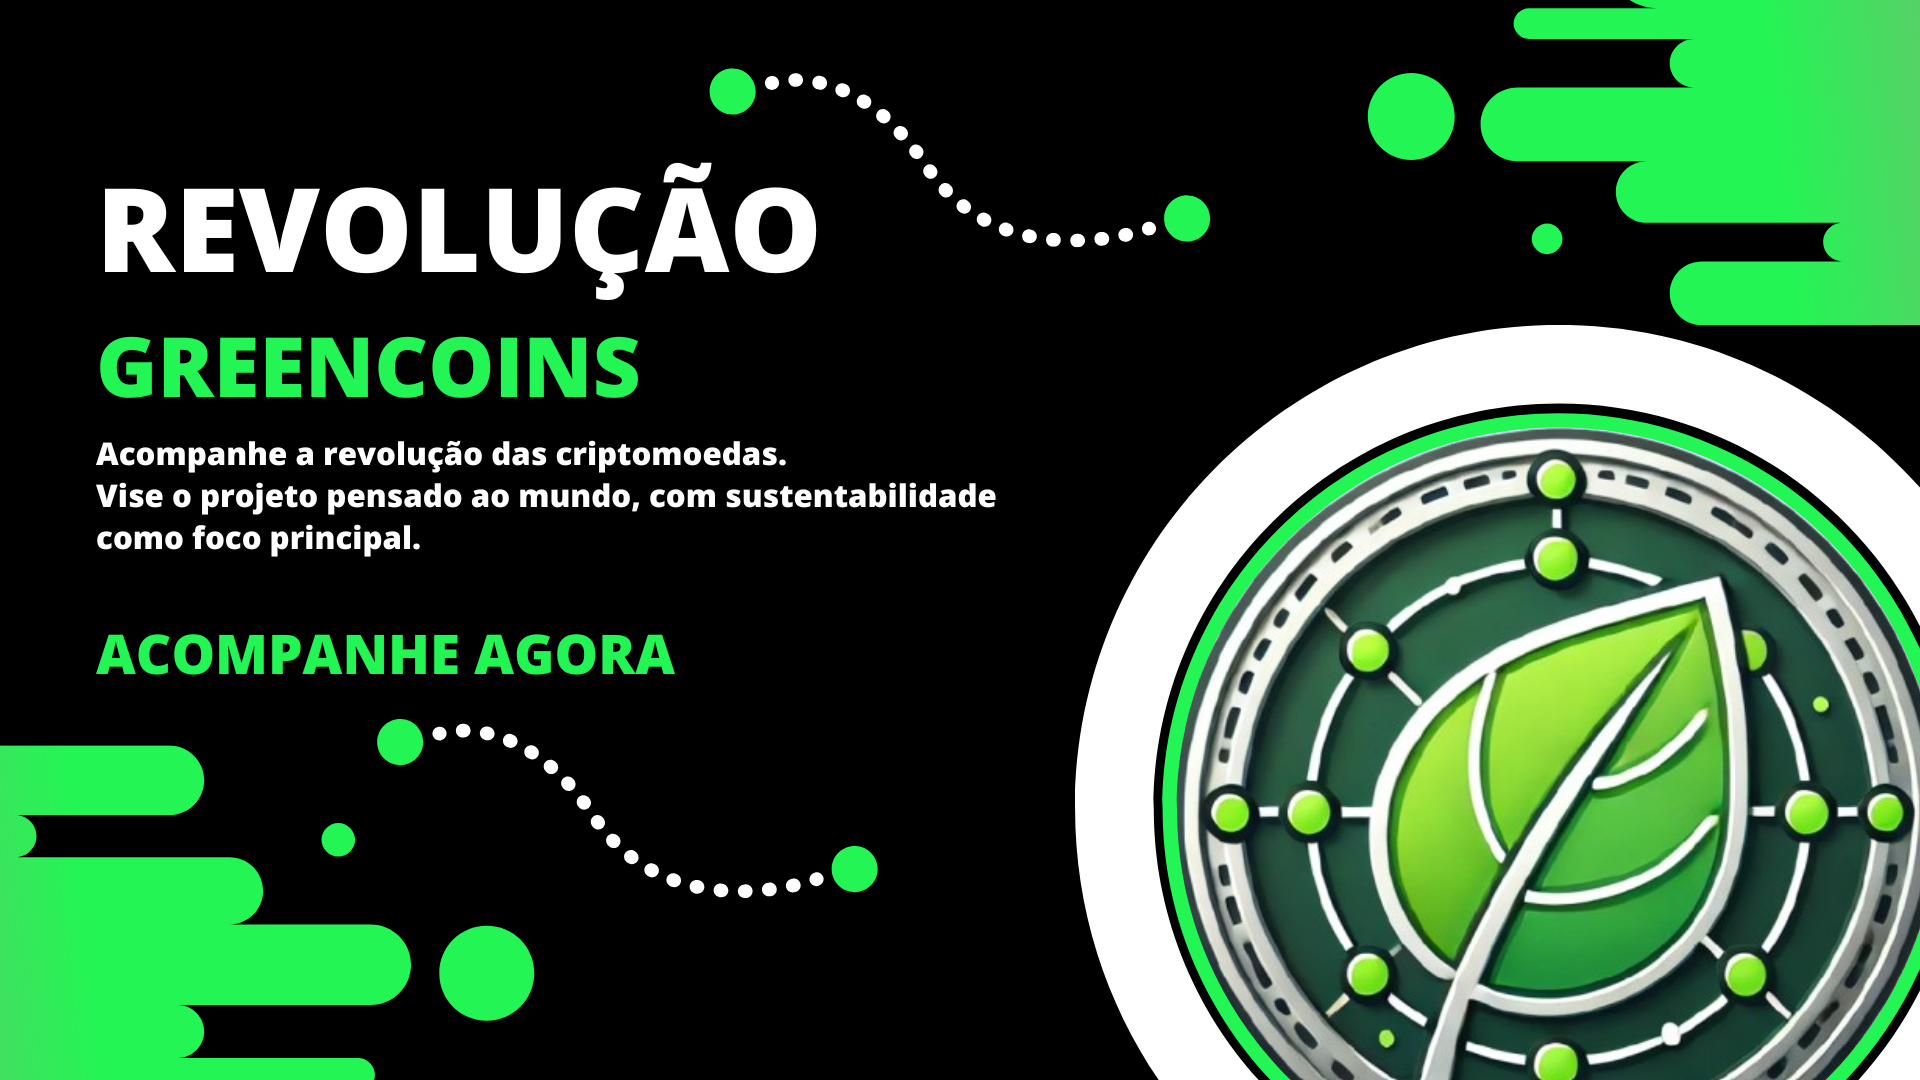 REVOLUÇÃO
GREENCOINS
Acompanhe a revolução das criptomoedas.
Vise o projeto pensado ao mundo, com sustentabilidade
como foco principal.
ACOMPANHE AGORA